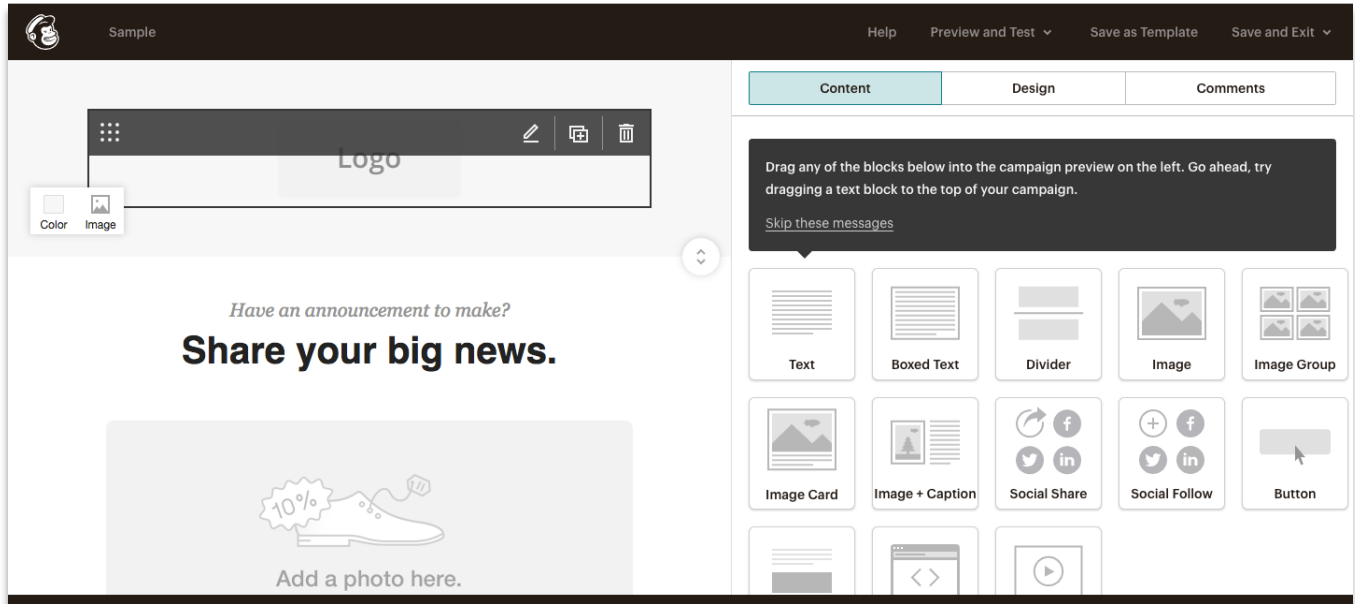 Sample
Help
Preview and Test
Save as Template
Save and Exit
Content
Design
Comments
Logo
Color
Image
Drag any of the blocks below into the campaign preview on the left. Go ahead, try
dragging a text block to the top of your campaign.
Skip these messages
Have an announcement to make?
Share your big news.
10%
Add a photo here.
Text
Boxed Text
Divider
Image
Image Group
Image Card
Image + Caption
Social Share
Social Follow
Button